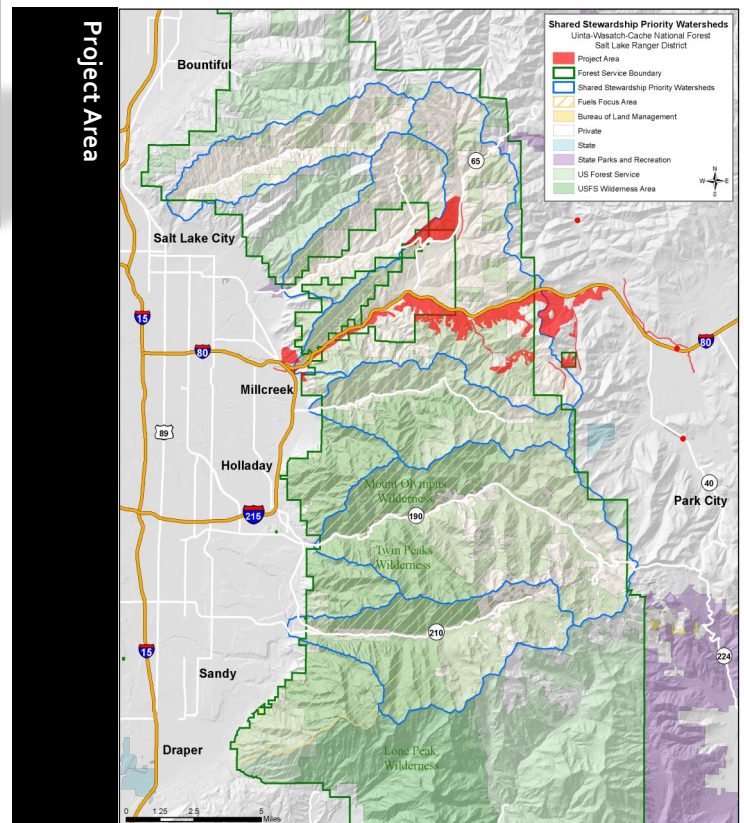 Project Area
Shared Stewardship Priority Watersheds
Uinta-Wasatch-Cache National Forest
Salt Lake Ranger District
Project Area
Forest Service Boundary
Shared Stewardship Priority Watersheds
Fuels Focus Area
Bureau of Land Management
Private
State
State Parks and Recreation
US Forest Service
USFS Wilderness Area
N
W
E
S
Bountiful
65
Salt Lake City
15
80
80
Millcreek
89
Holladay
40
Park City
Mount Olympus
Wilderness
215
190
Twin Peaks
Wilderness
210
15
224
Sandy
Draper
Lone Peak
Wilderness
0 1.25 2.5 5
Miles